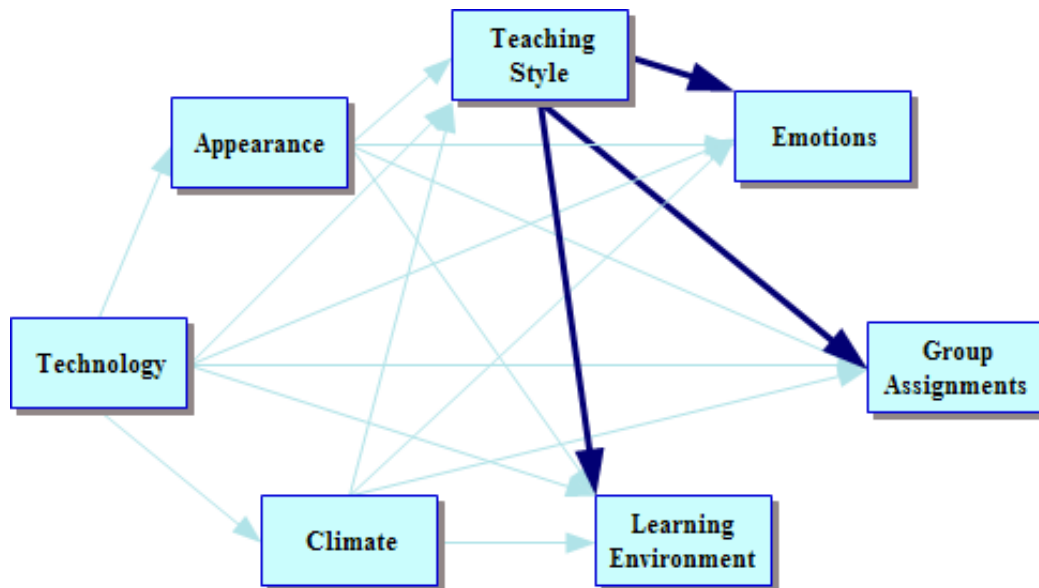 Teaching
Style
Appearance
Emotions
Technology
Group
Assignments
Climate
Learning
Environment